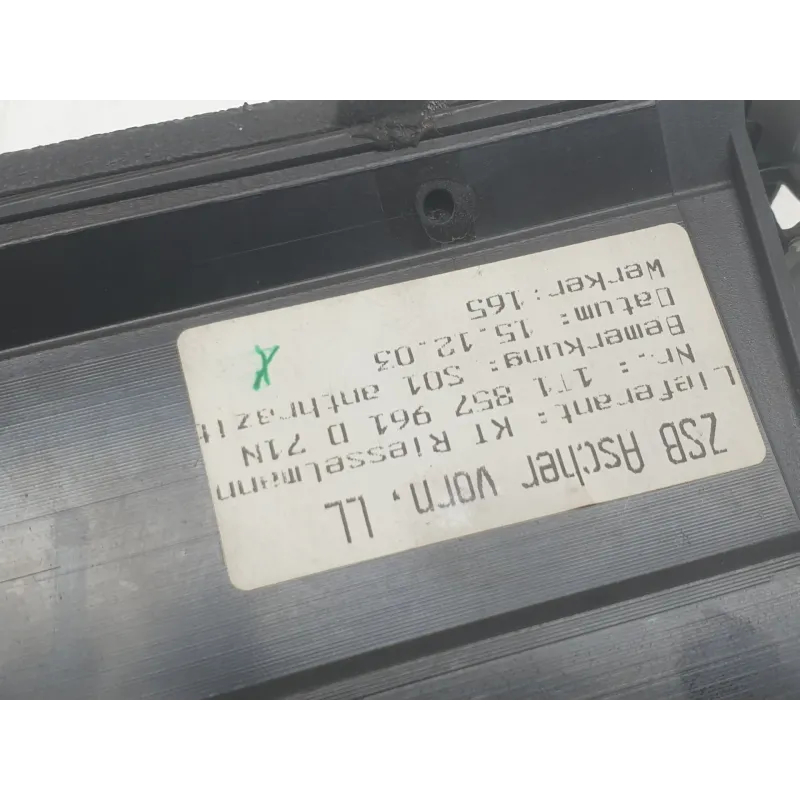 ZSB Ascher vorn, LL
Lieferant: KI Riesselmann
Nr.: 1T1 857 961 D 71N
Bemerkung: S01 anthrazit
Datum: 15.12.03
Werker: 165